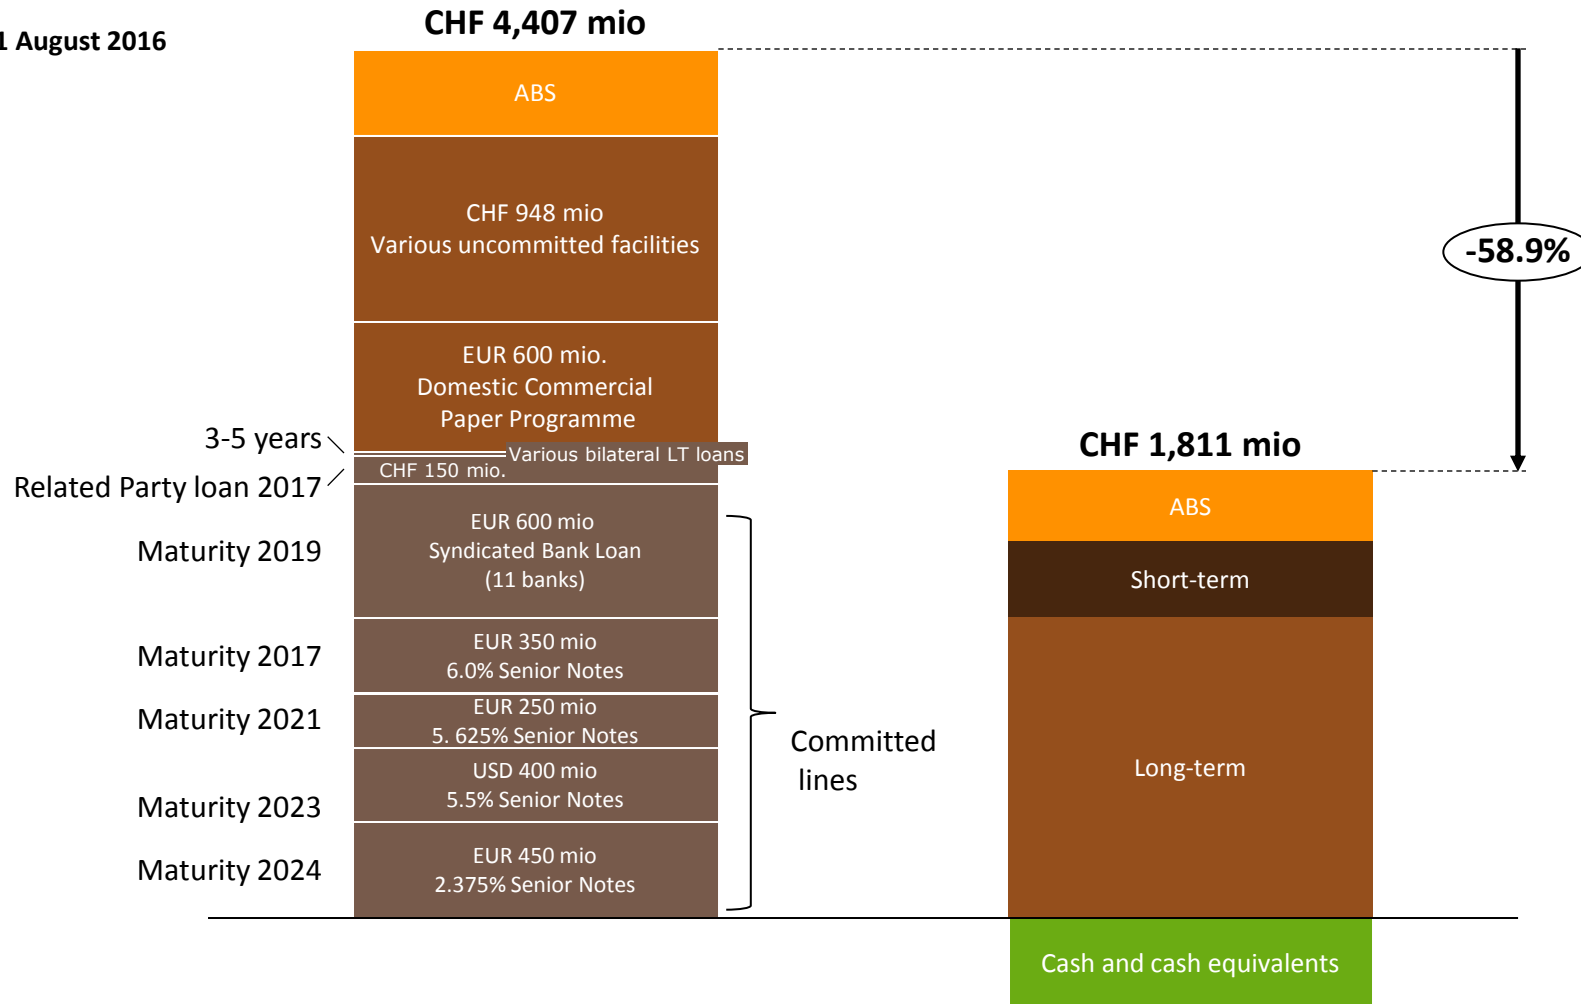 1 August 2016
CHF 4,407 mio
ABS
CHF 948 mio
Various uncommitted facilities
-58.9%
EUR 600 mio.
Domestic Commercial
Paper Programme
3-5 years
Various bilateral LT loans
CHF 150 mio.
Related Party loan 2017
EUR 600 mio
Syndicated Bank Loan
(11 banks)
Maturity 2019
EUR 350 mio
6.0% Senior Notes
Maturity 2017
EUR 250 mio
5. 625% Senior Notes
Maturity 2021
USD 400 mio
5.5% Senior Notes
Maturity 2023
EUR 450 mio
2.375% Senior Notes
Maturity 2024
Committed
lines
CHF 1,811 mio
ABS
Short-term
Long-term
Cash and cash equivalents